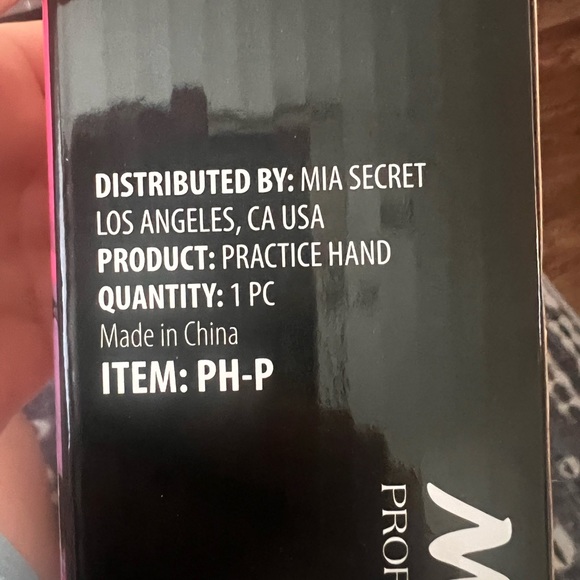 DISTRIBUTED BY: MIA SECRET
LOS ANGELES, CA USA
PRODUCT: PRACTICE HAND
QUANTITY: 1 PC
Made in China
ITEM: PH-P